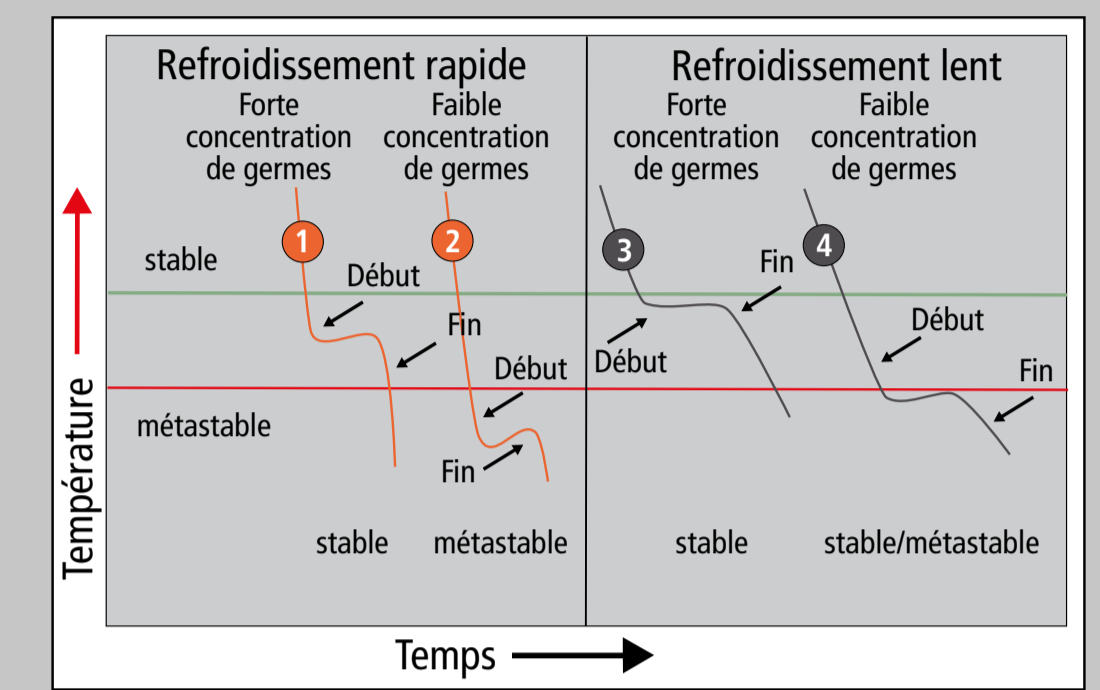 Refroidissement rapide
Refroidissement lent
Forte
concentration
de germes
Faible
concentration
de germes
Forte
concentration
de germes
Faible
concentration
de germes
1
2
3
4
stable
Début
Fin
Début
Fin
Début
Fin
Début
Fin
métastable
stable
métastable
stable
stable/métastable
Température
Temps